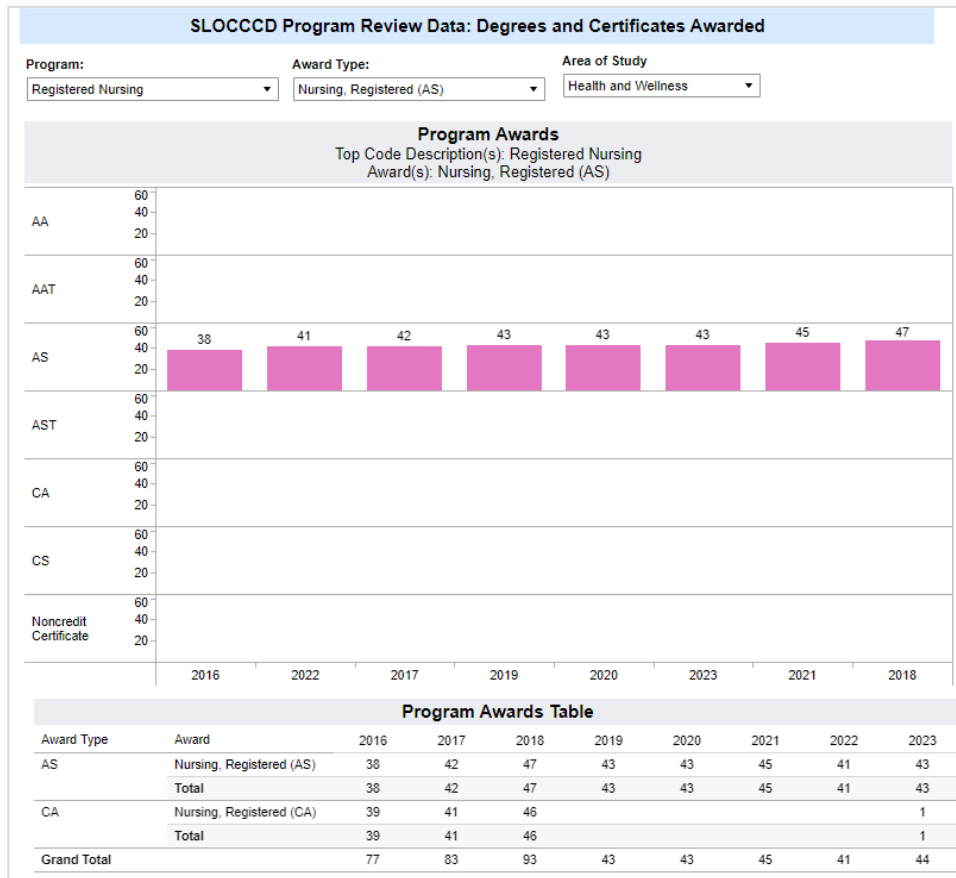 SLOCCCD Program Review Data: Degrees and Certificates Awarded
Program: Award Type: Area of Study
Registered Nursing Nursing, Registered (AS) Health and Wellness
Program Awards
Top Code Description(s): Registered Nursing
Award(s): Nursing, Registered (AS)
60
AA 40
20
60
AAT 40
20
60 38 41 42 43 43 43 45 47
AS 40
20
60
AST 40
20
60
CA 40
20
60
CS 40
20
60
Noncredit 40
Certificate 20
2016 2022 2017 2019 2020 2023 2021 2018
Program Awards Table
Award Type Award 2016 2017 2018 2019 2020 2021 2022 2023
AS Nursing, Registered (AS) 38 42 47 43 43 45 41 43
Total 38 42 47 43 43 45 41 43
CA Nursing, Registered (CA) 39 41 46 1
Total 39 41 46 1
Grand Total 77 83 93 43 43 45 41 44